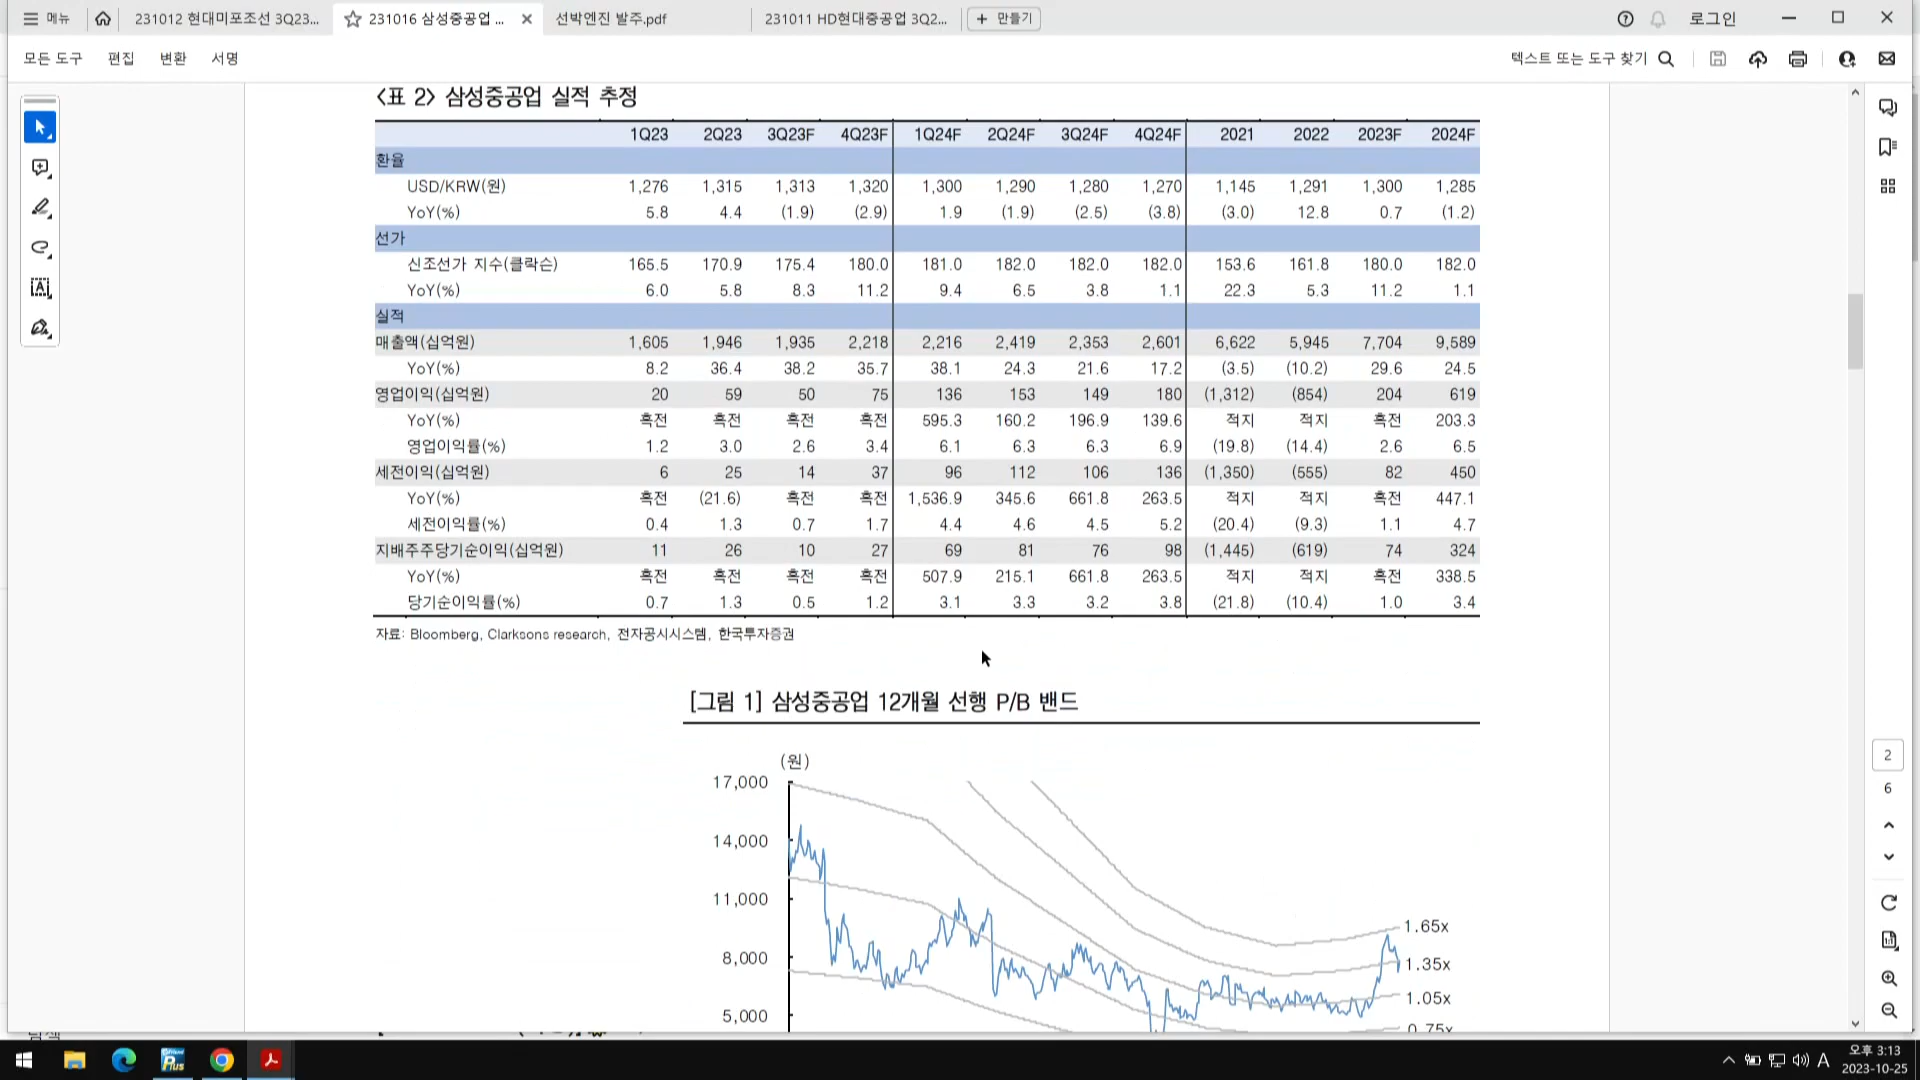 메뉴
231012 현대미포조선 3Q23...
231016 삼성중공업 ...
선박엔진 발주.pdf
231011 HD현대중공업 3Q2...
만들기
로그인
모든 도구 편집 변환 서명
텍스트 또는 도구 찾기
<표 2> 삼성중공업 실적 추정
1Q23 2Q23 3Q23F 4Q23F 1Q24F 2Q24F 3Q24F 4Q24F 2021 2022 2023F 2024F
환율
USD/KRW(원) 1,276 1,315 1,313 1,320 1,300 1,290 1,280 1,270 1,145 1,291 1,300 1,285
YoY(%) 5.8 4.4 (1.9) (2.9) 1.9 (1.9) (2.5) (3.8) (3.0) 12.8 0.7 (1.2)
선가
신조선가 지수(클락슨) 165.5 170.9 175.4 180.0 181.0 182.0 182.0 182.0 153.6 161.8 180.0 182.0
YoY(%) 6.0 5.8 8.3 11.2 9.4 6.5 3.8 1.1 22.3 5.3 11.2 1.1
실적
매출액(십억원) 1,605 1,946 1,935 2,218 2,216 2,419 2,353 2,601 6,622 5,945 7,704 9,589
YoY(%) 8.2 36.4 38.2 35.7 38.1 24.3 21.6 17.2 (3.5) (10.2) 29.6 24.5
영업이익(십억원) 20 59 50 75 136 153 149 180 (1,312) (854) 204 619
YoY(%) 흑전 흑전 흑전 흑전 595.3 160.2 196.9 139.6 적지 적지 흑전 203.3
영업이익률(%) 1.2 3.0 2.6 3.4 6.1 6.3 6.3 6.9 (19.8) (14.4) 2.6 6.5
세전이익(십억원) 6 25 14 37 96 112 106 136 (1,350) (555) 82 450
YoY(%) 흑전 (21.6) 흑전 흑전 1,536.9 345.6 661.8 263.5 적지 적지 흑전 447.1
세전이익률(%) 0.4 1.3 0.7 1.7 4.4 4.6 4.5 5.2 (20.4) (9.3) 1.1 4.7
지배주주당기순이익(십억원) 11 26 10 27 69 81 76 98 (1,445) (619) 74 324
YoY(%) 흑전 흑전 흑전 흑전 507.9 215.1 661.8 263.5 적지 적지 흑전 338.5
당기순이익률(%) 0.7 1.3 0.5 1.2 3.1 3.3 3.2 3.8 (21.8) (10.4) 1.0 3.4
자료: Bloomberg, Clarksons research, 전자공시시스템, 한국투자증권
[그림 1] 삼성중공업 12개월 선행 P/B 밴드
(원)
17,000
14,000
11,000
8,000
5,000
1.65x
1.35x
1.05x
0.75x
2
6
A
오후 3:13
2023-10-25